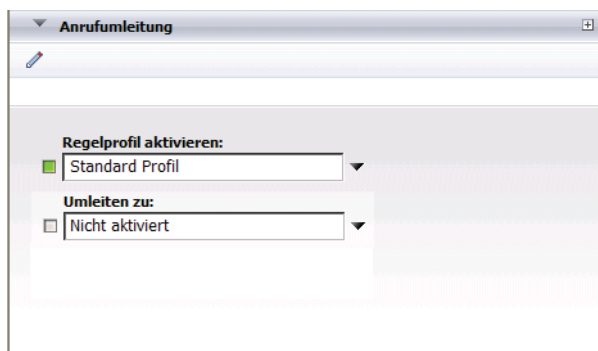 Anrufumleitung
Regelprofil aktivieren:
Standard Profil
Umleiten zu:
Nicht aktiviert